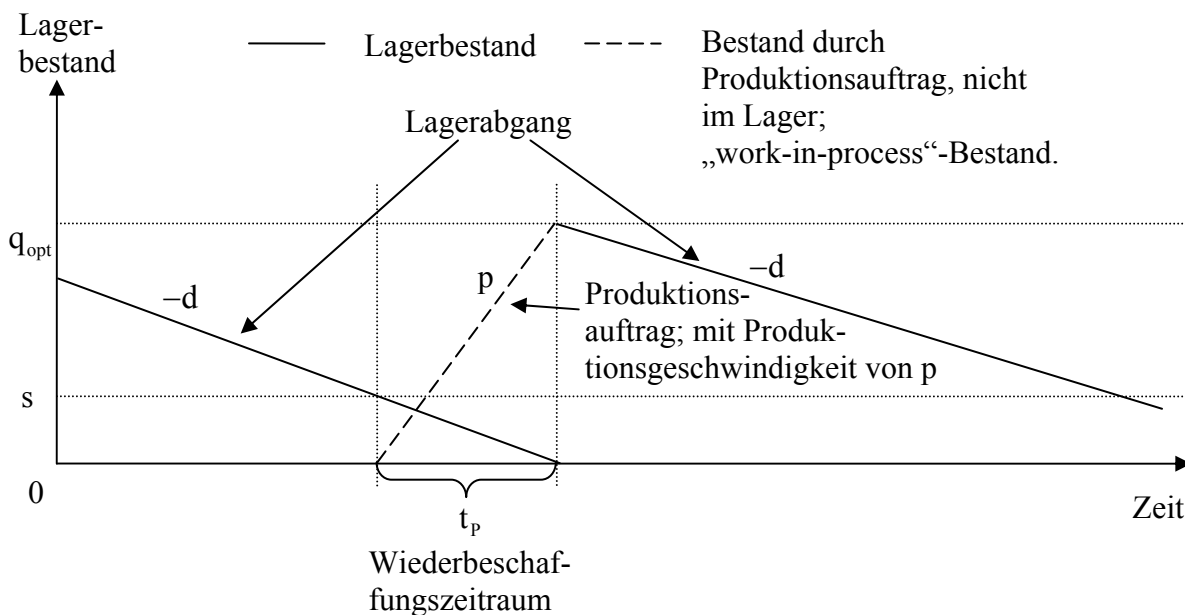 Lager-
bestand
Lagerbestand
Bestand durch
Produktionsauftrag, nicht
im Lager;
„work-in-process“-Bestand.
Lagerabgang
q_opt
−d
p
−d
Produktions-
auftrag; mit Produk-
tionsgeschwindigkeit von p
s
0
t_P
Zeit
Wiederbeschaf-
fungszeitraum